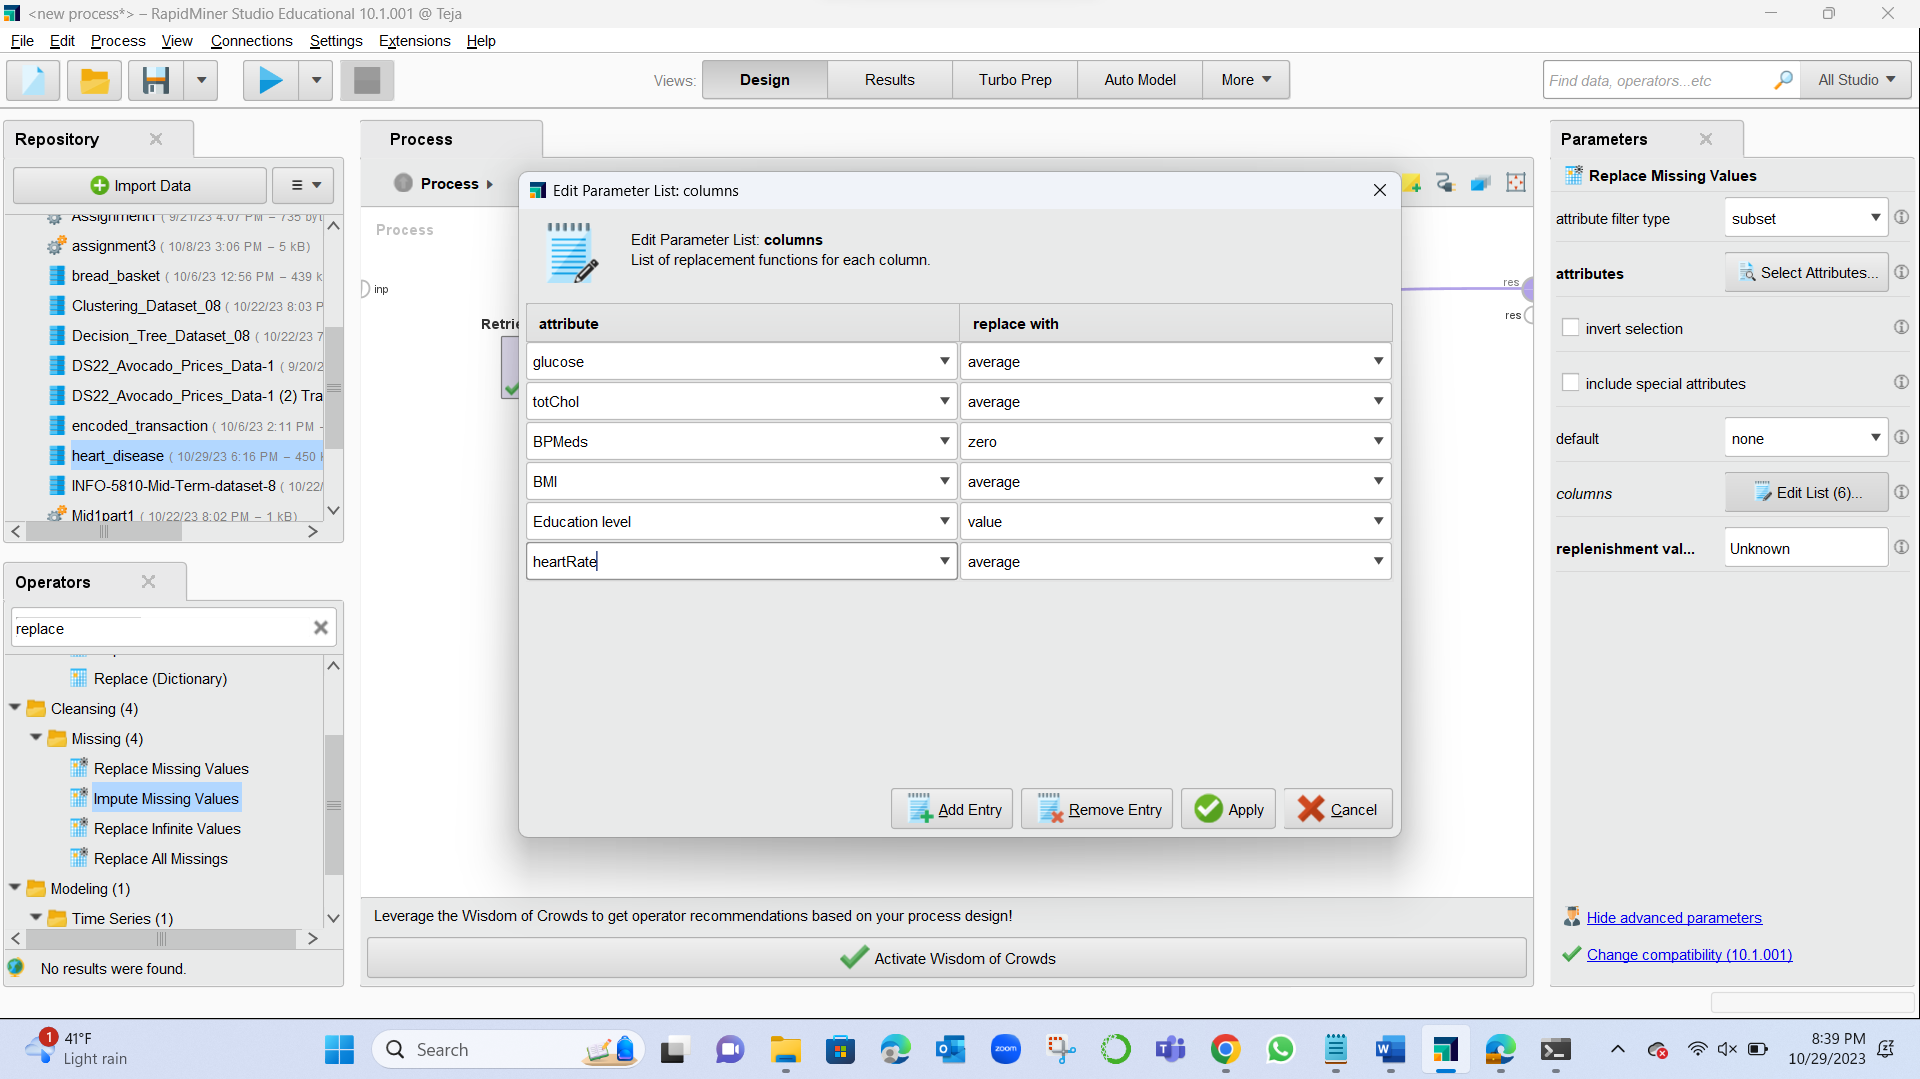 <new process*> – RapidMiner Studio Educational 10.1.001 @ Teja
File Edit Process View Connections Settings Extensions Help
Views: Design Results Turbo Prep Auto Model More
Find data, operators...etc All Studio
Repository
Import Data
Assignment1 ( 9/21/23 4:07 PM – 735 byt
assignment3 ( 10/8/23 3:06 PM – 5 kB)
bread_basket ( 10/6/23 12:56 PM – 439 k
Clustering_Dataset_08 ( 10/22/23 8:03 P
Decision_Tree_Dataset_08 ( 10/22/23 7
DS22_Avocado_Prices_Data-1 ( 9/20/2
DS22_Avocado_Prices_Data-1 (2) Tra
encoded_transaction ( 10/6/23 2:11 PM -
heart_disease ( 10/29/23 6:16 PM – 450
INFO-5810-Mid-Term-dataset-8 ( 10/22/
Mid1part1 ( 10/22/23 8:02 PM – 1 kB)
Operators
replace
Replace (Dictionary)
Cleansing (4)
Missing (4)
Replace Missing Values
Impute Missing Values
Replace Infinite Values
Replace All Missings
Modeling (1)
Time Series (1)
No results were found.
Process
Process
Process
inp
Retrie
res
res
Edit Parameter List: columns
Edit Parameter List: columns
List of replacement functions for each column.
attribute replace with
glucose average
totChol average
BPMeds zero
BMI average
Education level value
heartRate average
Add Entry Remove Entry Apply Cancel
Leverage the Wisdom of Crowds to get operator recommendations based on your process design!
Activate Wisdom of Crowds
Parameters
Replace Missing Values
attribute filter type subset
attributes Select Attributes...
invert selection
include special attributes
default none
columns Edit List (6)...
replenishment val... Unknown
Hide advanced parameters
Change compatibility (10.1.001)
1
41°F
Light rain
Search
zoom
8:39 PM
10/29/2023